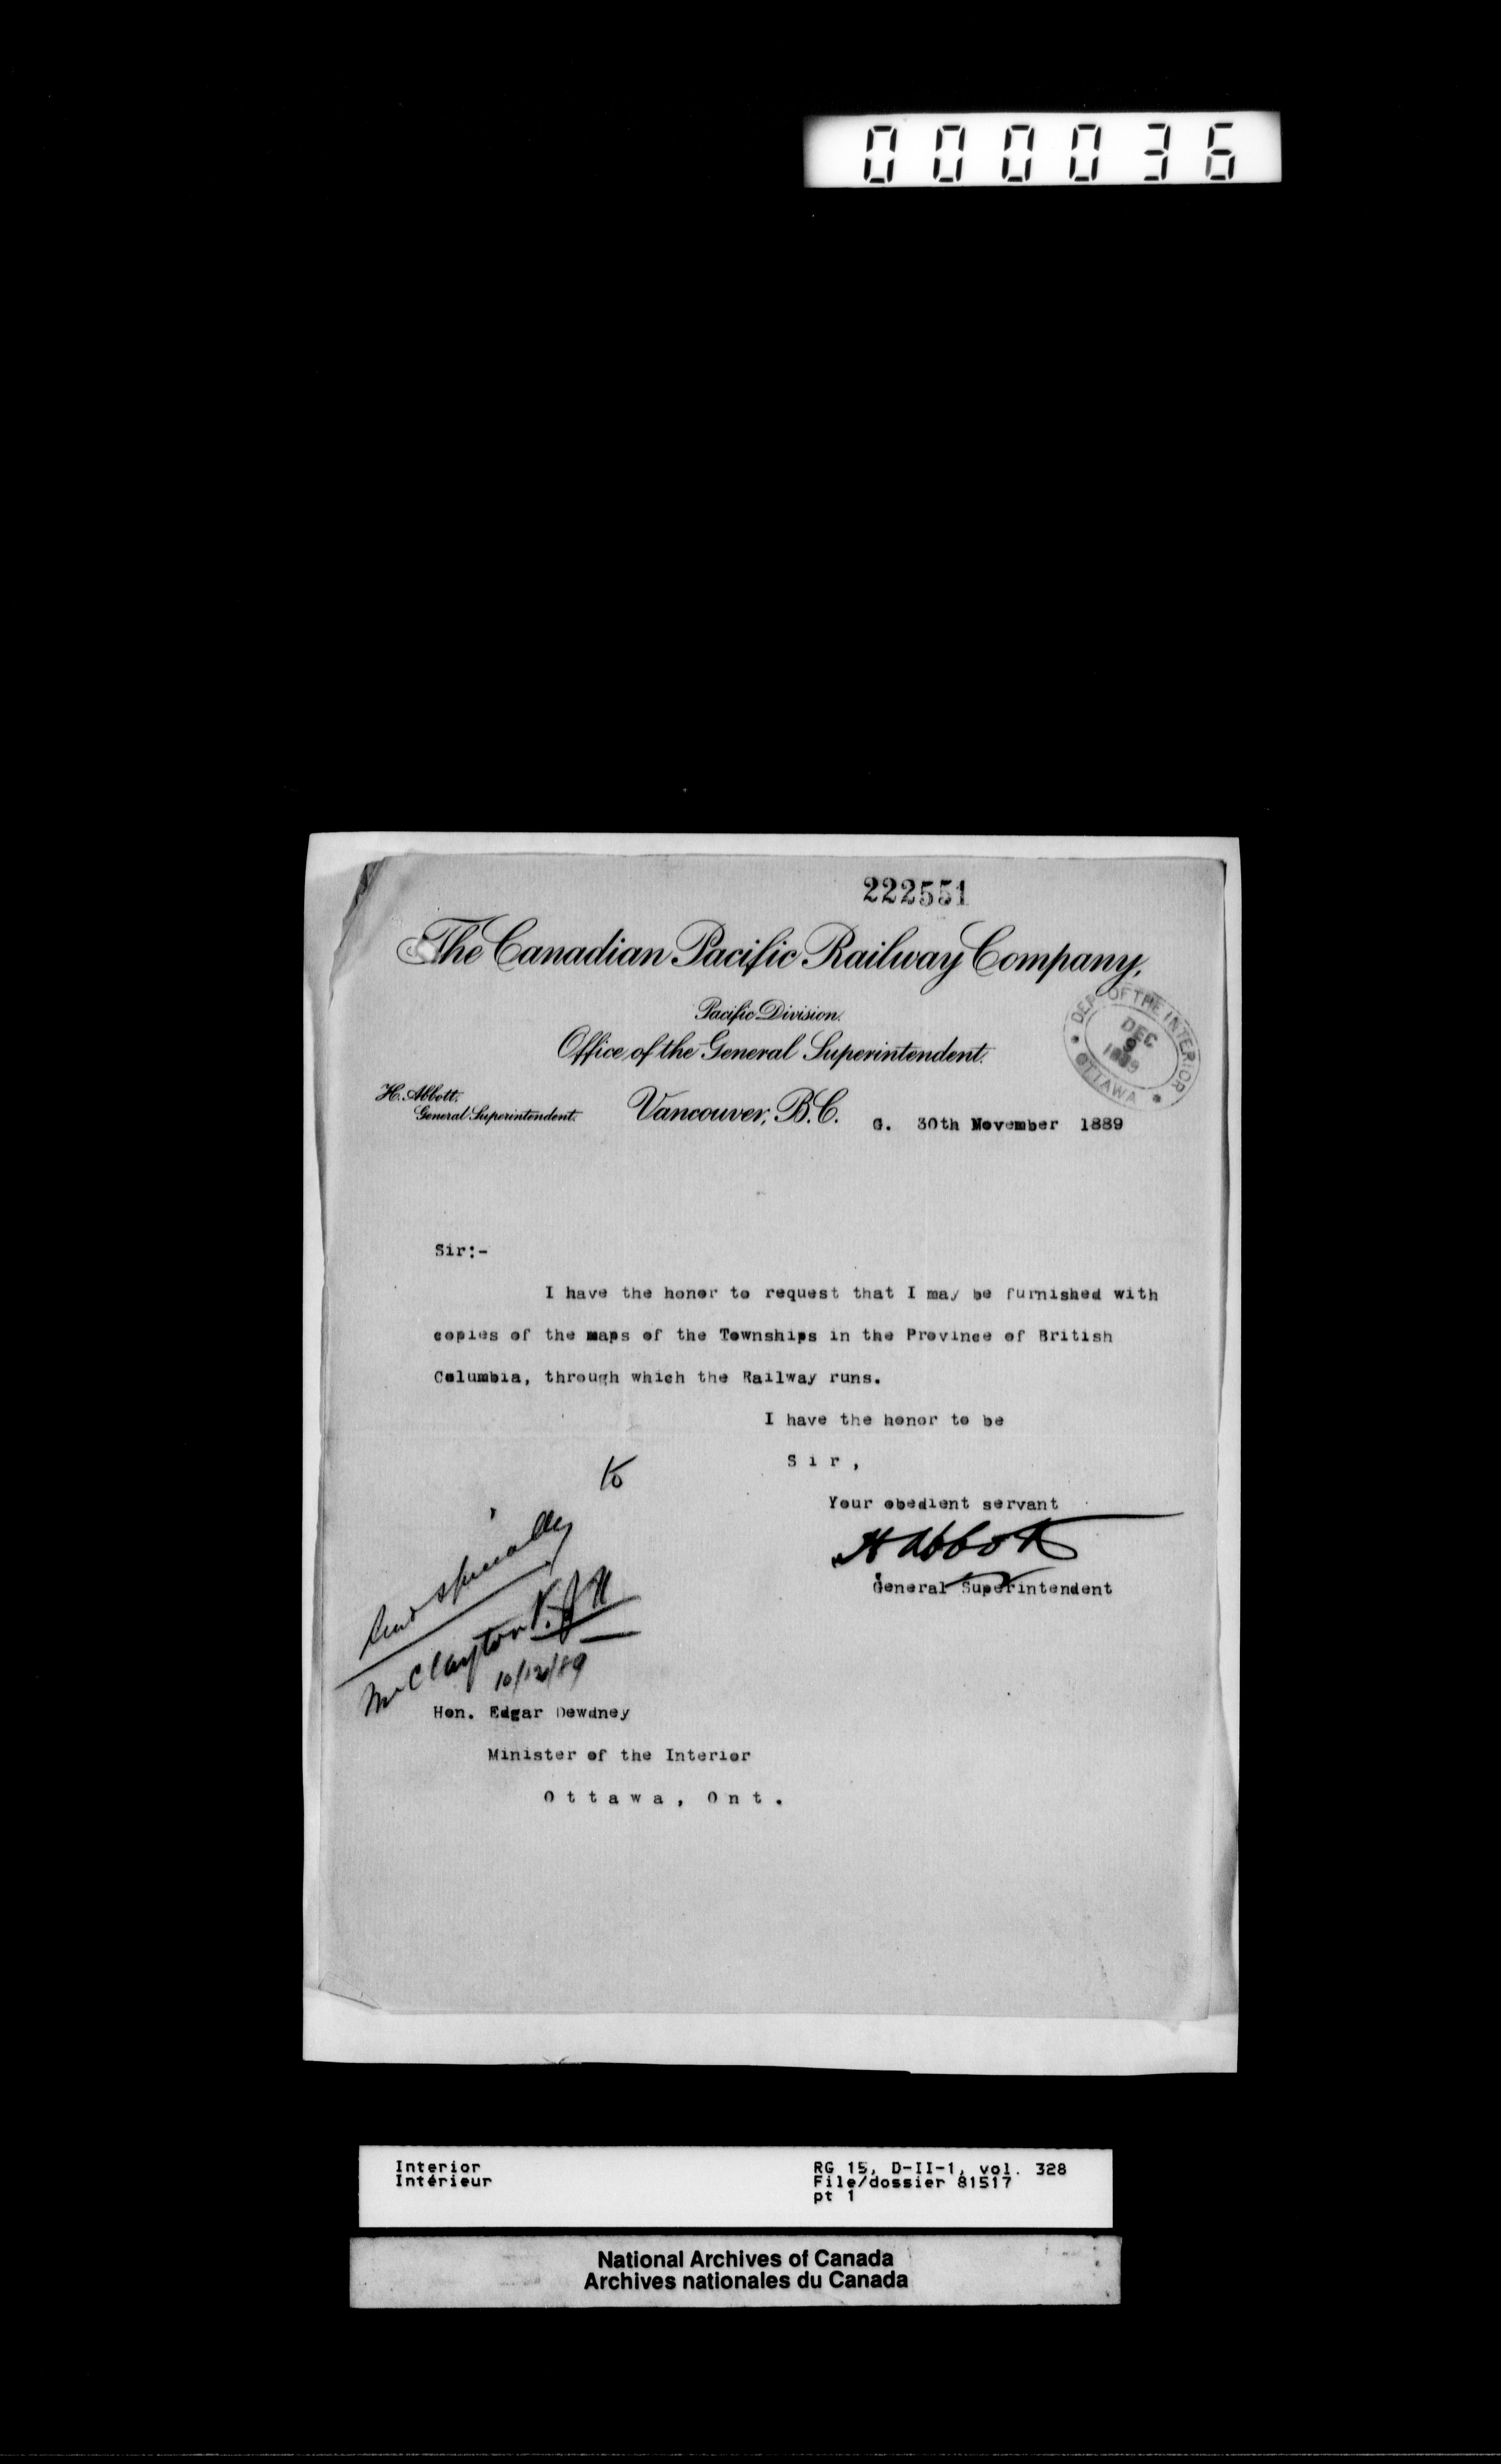 000036
222551
The Canadian Pacific Railway Company,
Pacific Division.
Office of the General Superintendent.
DEPT OF THE INTERIOR
DEC
9
1889
OTTAWA
H. Abbott,
General Superintendent.
Vancouver, B.C. G. 30th November 1889
Sir:-
I have the honor to request that I may be furnished with
copies of the maps of the Townships in the Province of British
Columbia, through which the Railway runs.
I have the honor to be
Sir,
Your obedient servant
H Abbott
General Superintendent
specially
Mr Clayton
10/12/89
Hon. Edgar Dewdney
Minister of the Interior
Ottawa, Ont.
Interior
Intérieur
RG 15, D-II-1, vol. 328
File/dossier 81517
pt 1
National Archives of Canada
Archives nationales du Canada